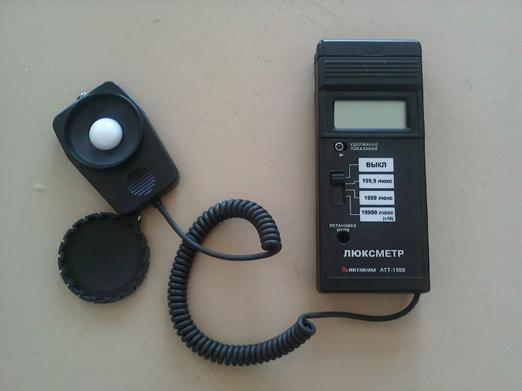 УДЕРЖАНИЕ
ПОКАЗАНИЙ
ВЫКЛ
199,9 люкс
1999 люкс
19990 люкс
(x10)
УСТАНОВКА
НУЛЯ
ЛЮКСМЕТР
АКТАКОМ АТТ-1508